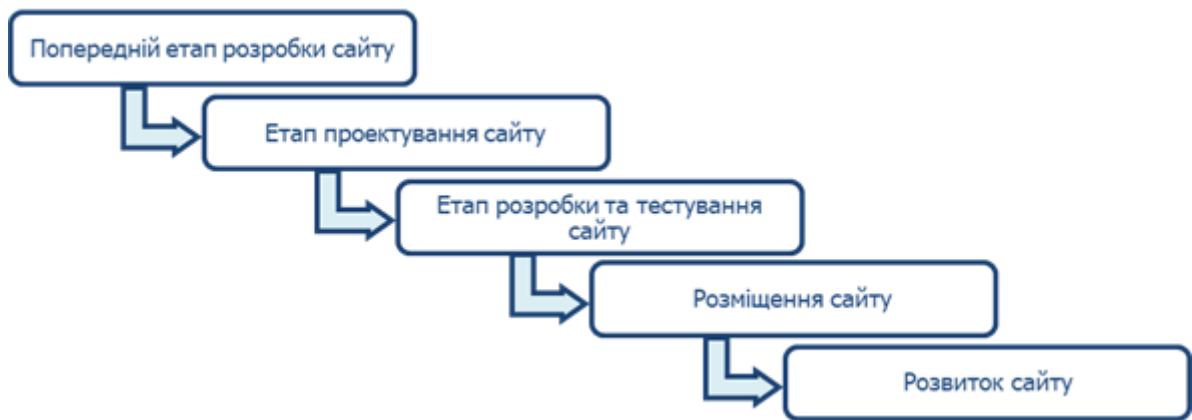 Попередній етап розробки сайту
Етап проектування сайту
Етап розробки та тестування
сайту
Розміщення сайту
Розвиток сайту